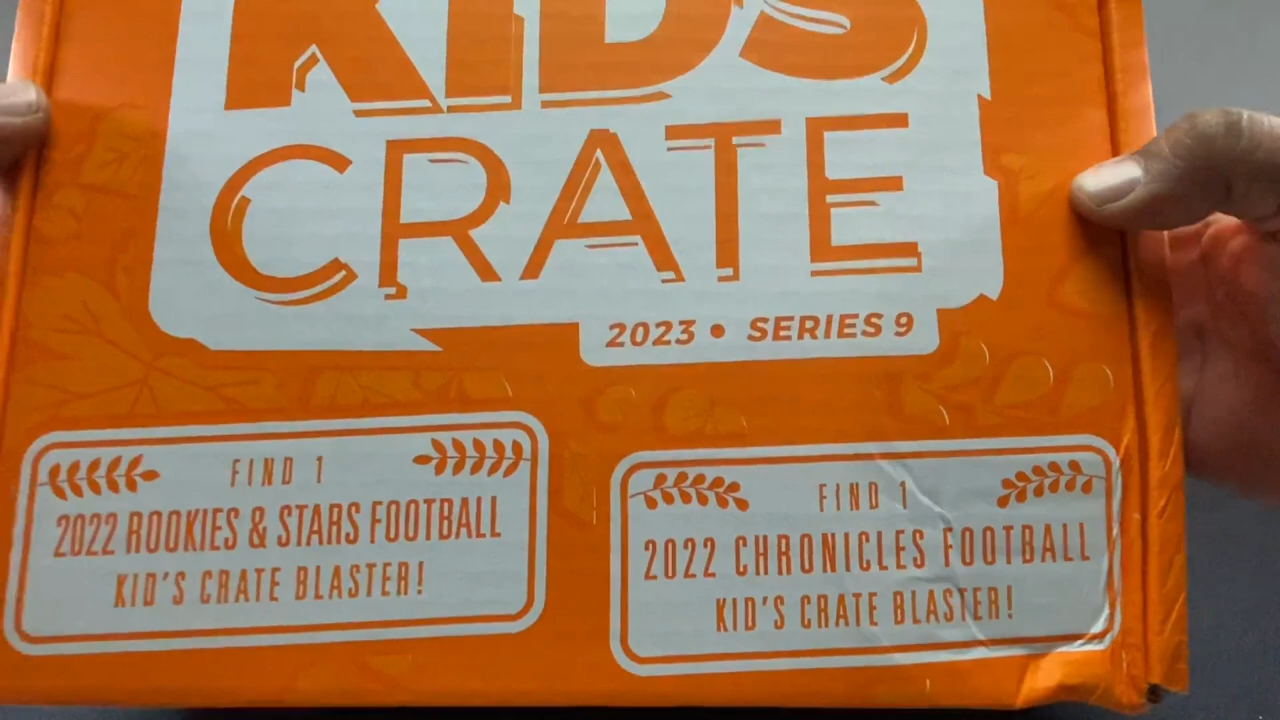 KIDS
CRATE
2023 • SERIES 9
FIND 1
2022 ROOKIES & STARS FOOTBALL
KID'S CRATE BLASTER!
FIND 1
2022 CHRONICLES FOOTBALL
KID'S CRATE BLASTER!